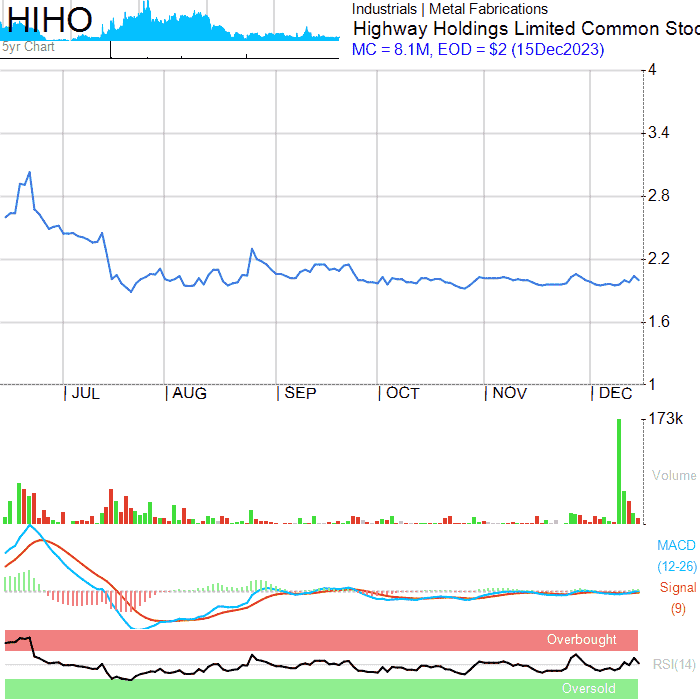 HIHO
5yr Chart
Industrials | Metal Fabrications
Highway Holdings Limited Common Stoc
MC = 8.1M, EOD = $2 (15Dec2023)
4
3.4
2.8
2.2
1.6
1
JUL
AUG
SEP
OCT
NOV
DEC
173k
Volume
MACD
(12-26)
Signal
(9)
Overbought
RSI(14)
Oversold